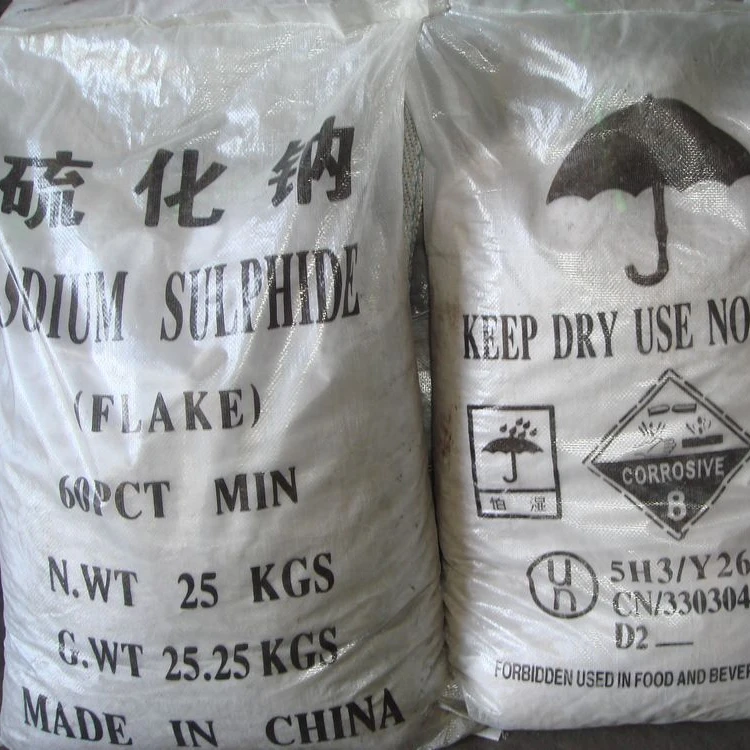 硫化钠
SODIUM SULPHIDE
(FLAKE)
60PCT MIN
N.WT 25 KGS
G.WT 25.25 KGS
MADE IN CHINA
KEEP DRY USE NO
怕湿
CORROSIVE
8
un
5H3/Y26
CN/330304
D2 —
FORBIDDEN USED IN FOOD AND BEVER